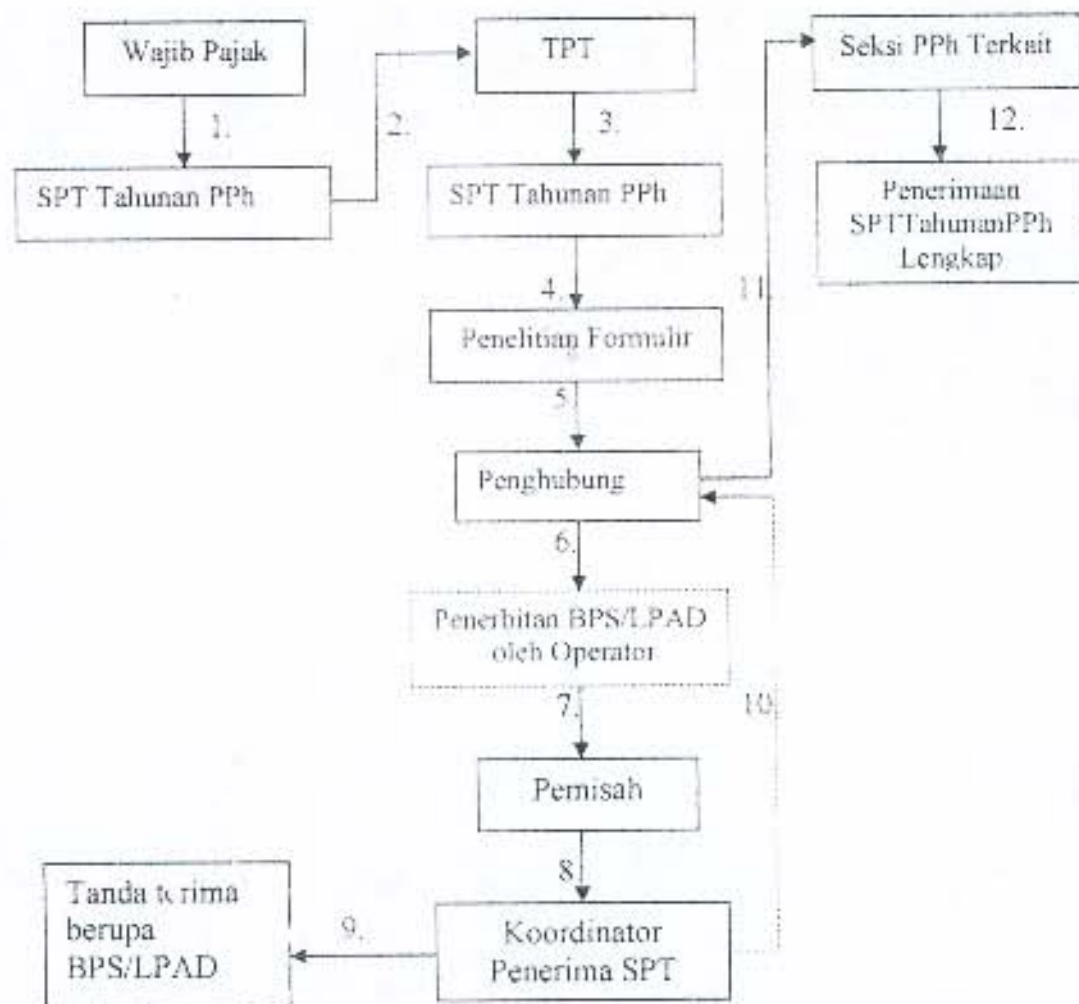 Wajib Pajak
TPT
Seksi PPh Terkait
1.
2.
3.
12.
SPT Tahunan PPh
SPT Tahunan PPh
Penerimaan
SPTTahunanPPh
Lengkap
4.
11.
Penelitian Formulir
5.
Penghubung
6.
Penerbitan BPS/LPAD
oleh Operator
7.
10.
Pemisah
8.
Tanda terima
berupa
BPS/LPAD
9.
Koordinator
Penerima SPT